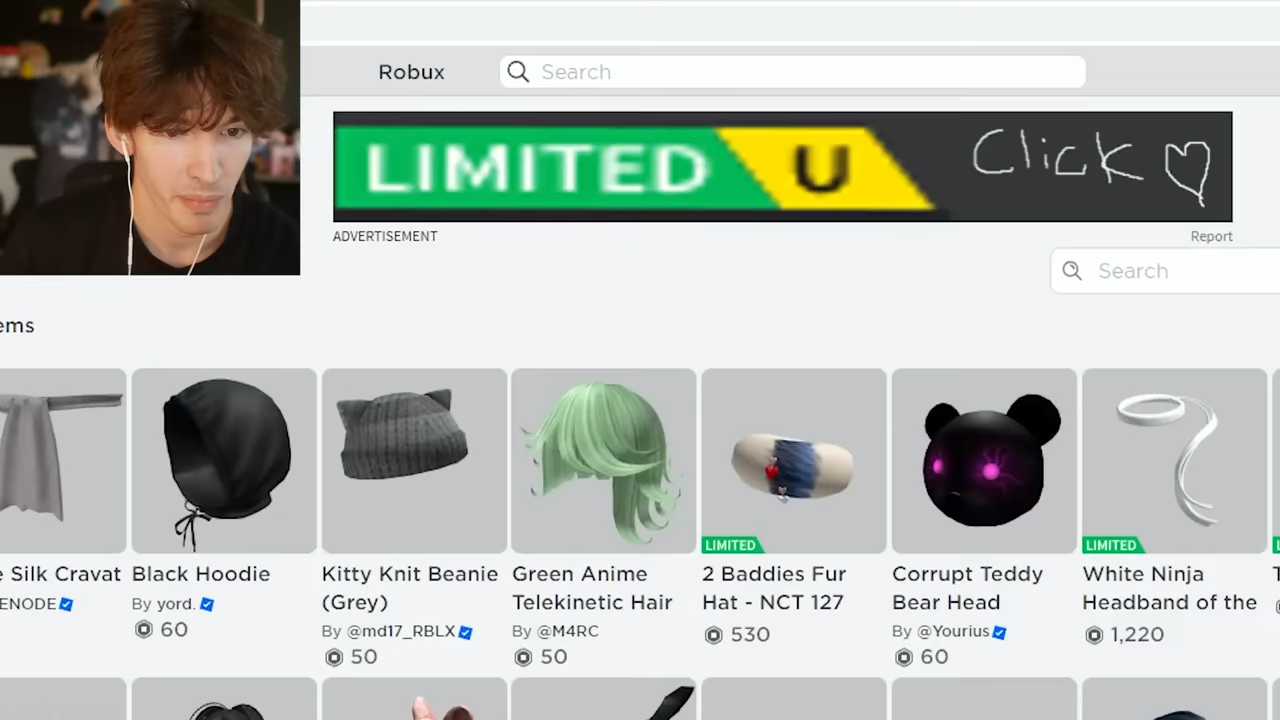 Robux
Search
LIMITED U Click
ADVERTISEMENT
Report
Search
ems
e Silk Cravat
ENODE
Black Hoodie
By yord.
60
Kitty Knit Beanie
(Grey)
By @md17_RBLX
50
Green Anime
Telekinetic Hair
By @M4RC
50
LIMITED
2 Baddies Fur
Hat - NCT 127
530
Corrupt Teddy
Bear Head
By @Yourius
60
LIMITED
White Ninja
Headband of the
1,220